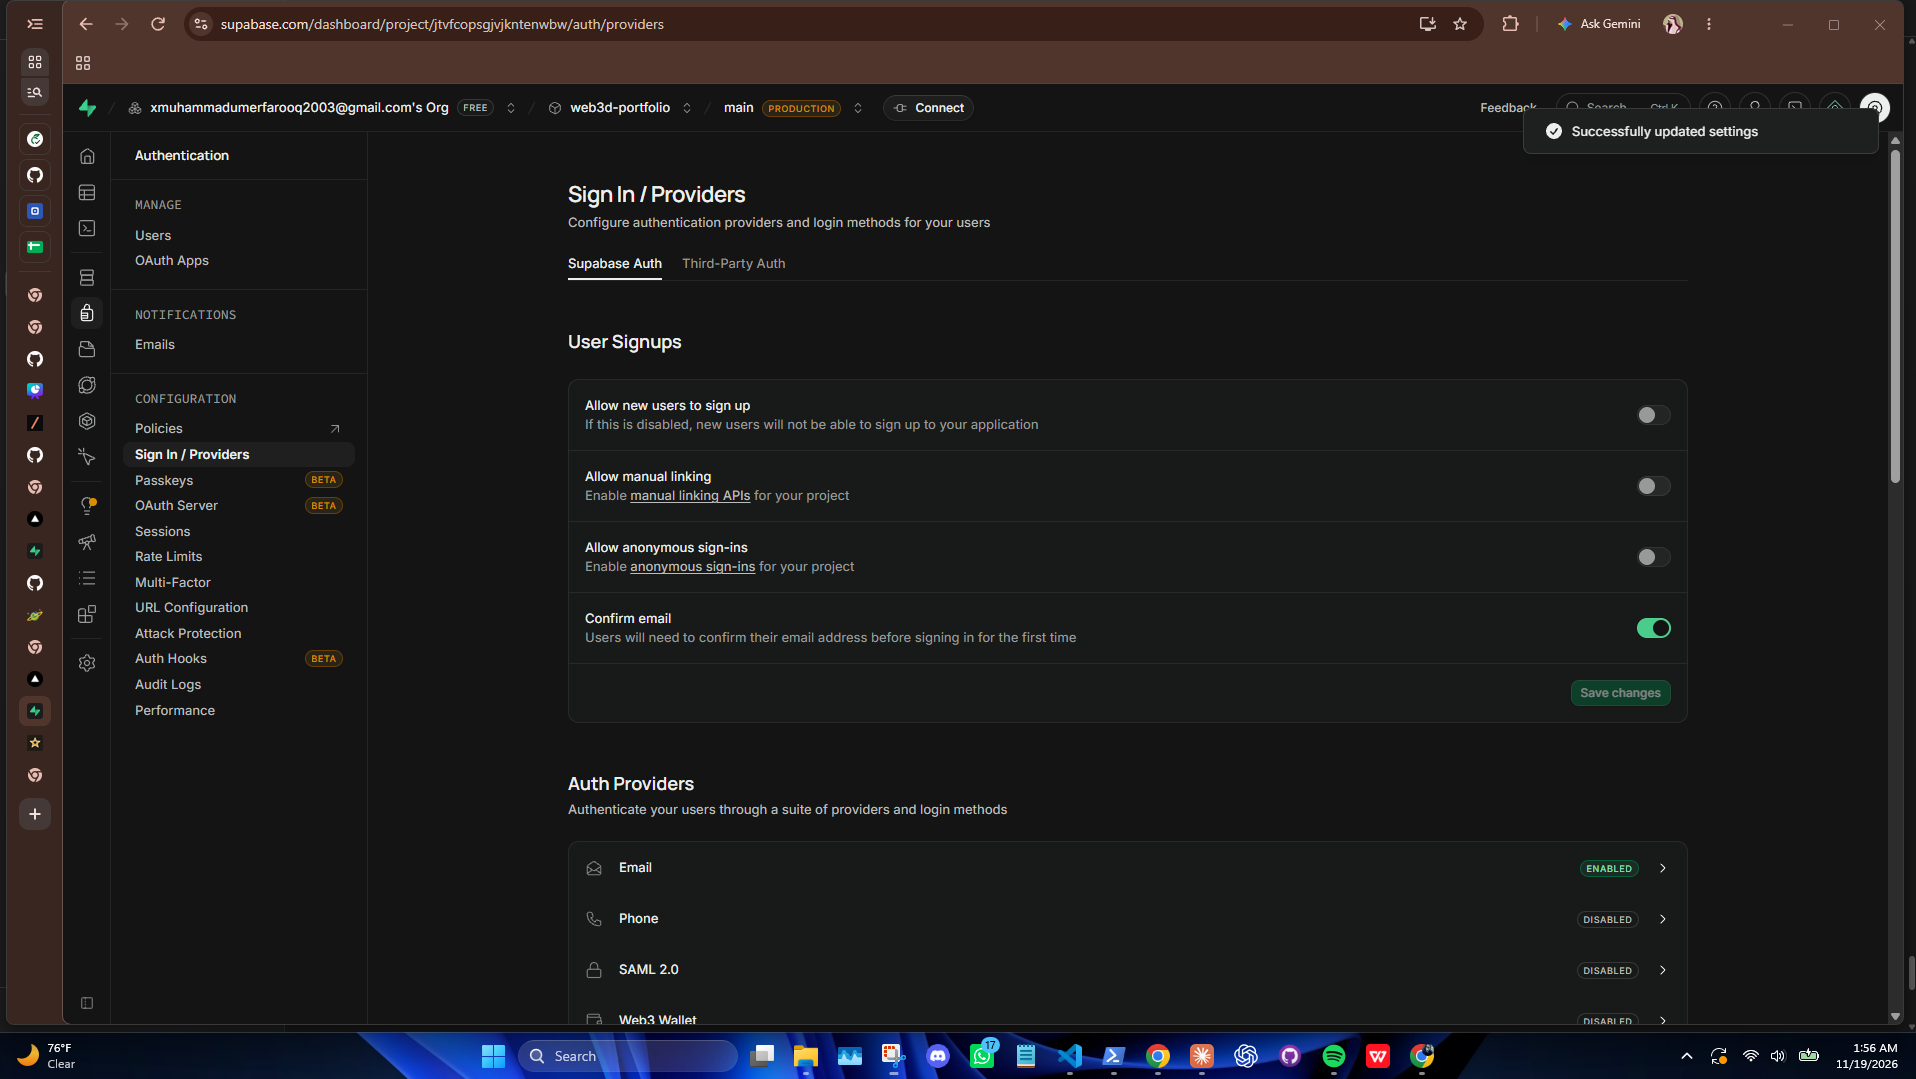 supabase.com/dashboard/project/jtvfcopsgjvjkntenwbw/auth/providers
Ask Gemini
xmuhammadumerfarooq2003@gmail.com's Org FREE
web3d-portfolio
main PRODUCTION
Connect
Feedback
Search
Ctrl K
Successfully updated settings
Authentication
MANAGE
Users
OAuth Apps
NOTIFICATIONS
Emails
CONFIGURATION
Policies
Sign In / Providers
Passkeys BETA
OAuth Server BETA
Sessions
Rate Limits
Multi-Factor
URL Configuration
Attack Protection
Auth Hooks BETA
Audit Logs
Performance
Sign In / Providers
Configure authentication providers and login methods for your users
Supabase Auth Third-Party Auth
User Signups
Allow new users to sign up
If this is disabled, new users will not be able to sign up to your application
Allow manual linking
Enable manual linking APIs for your project
Allow anonymous sign-ins
Enable anonymous sign-ins for your project
Confirm email
Users will need to confirm their email address before signing in for the first time
Save changes
Auth Providers
Authenticate your users through a suite of providers and login methods
Email ENABLED
Phone DISABLED
SAML 2.0 DISABLED
Web3 Wallet DISABLED
76°F
Clear
Search
17
1:56 AM
11/19/2026